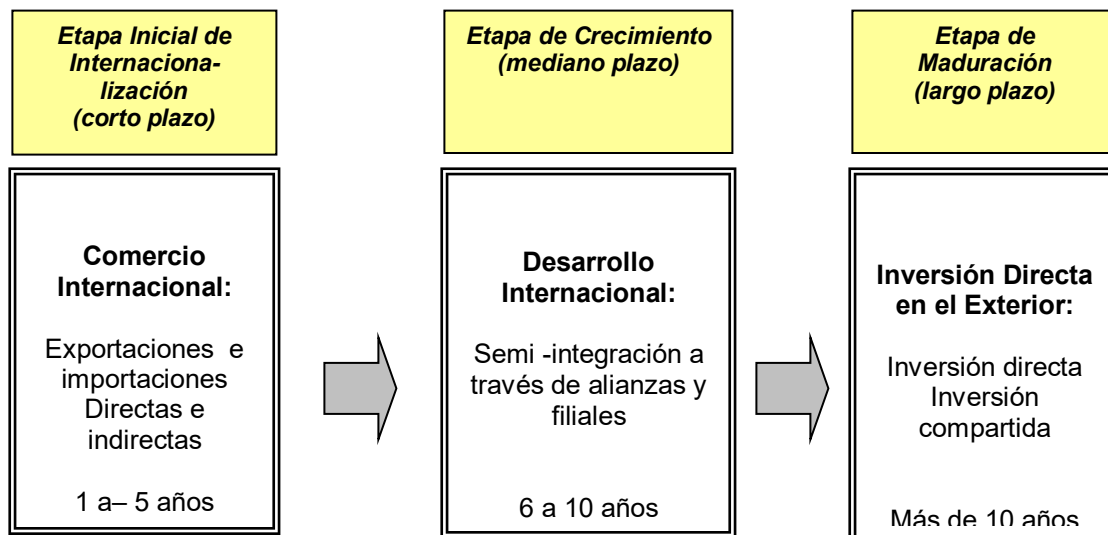 Etapa Inicial de
Internaciona-
lización
(corto plazo)
Etapa de Crecimiento
(mediano plazo)
Etapa de
Maduración
(largo plazo)
Comercio
Internacional:
Exportaciones e
importaciones
Directas e
indirectas
1 a– 5 años
Desarrollo
Internacional:
Semi -integración a
través de alianzas y
filiales
6 a 10 años
Inversión Directa
en el Exterior:
Inversión directa
Inversión
compartida
Más de 10 años